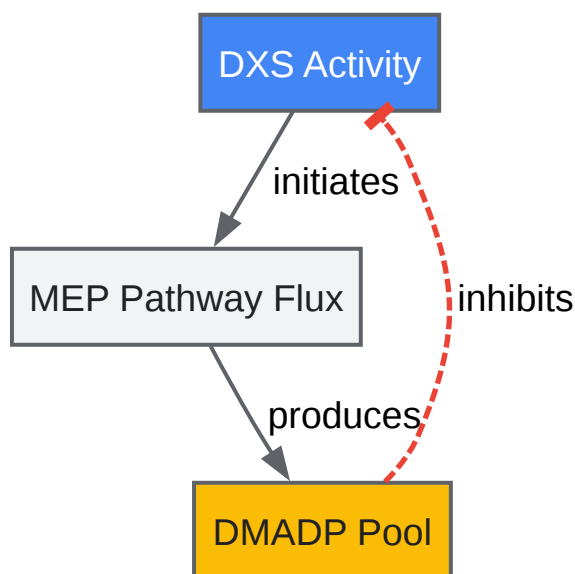 DXS Activity
initiates
MEP Pathway Flux
inhibits
produces
DMADP Pool